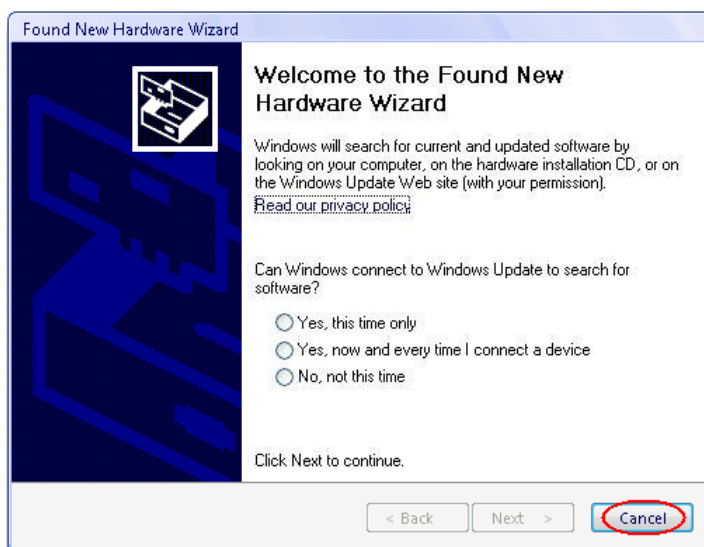 Found New Hardware Wizard
Welcome to the Found New
Hardware Wizard
Windows will search for current and updated software by
looking on your computer, on the hardware installation CD, or on
the Windows Update Web site (with your permission).
Read our privacy policy
Can Windows connect to Windows Update to search for
software?
Yes, this time only
Yes, now and every time I connect a device
No, not this time
Click Next to continue.
< Back Next > Cancel